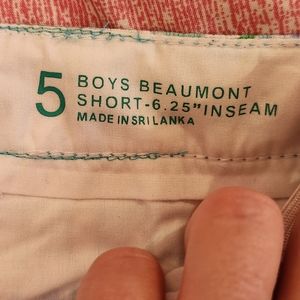 5
BOYS BEAUMONT
SHORT-6.25" INSEAM
MADE IN SRI LANKA